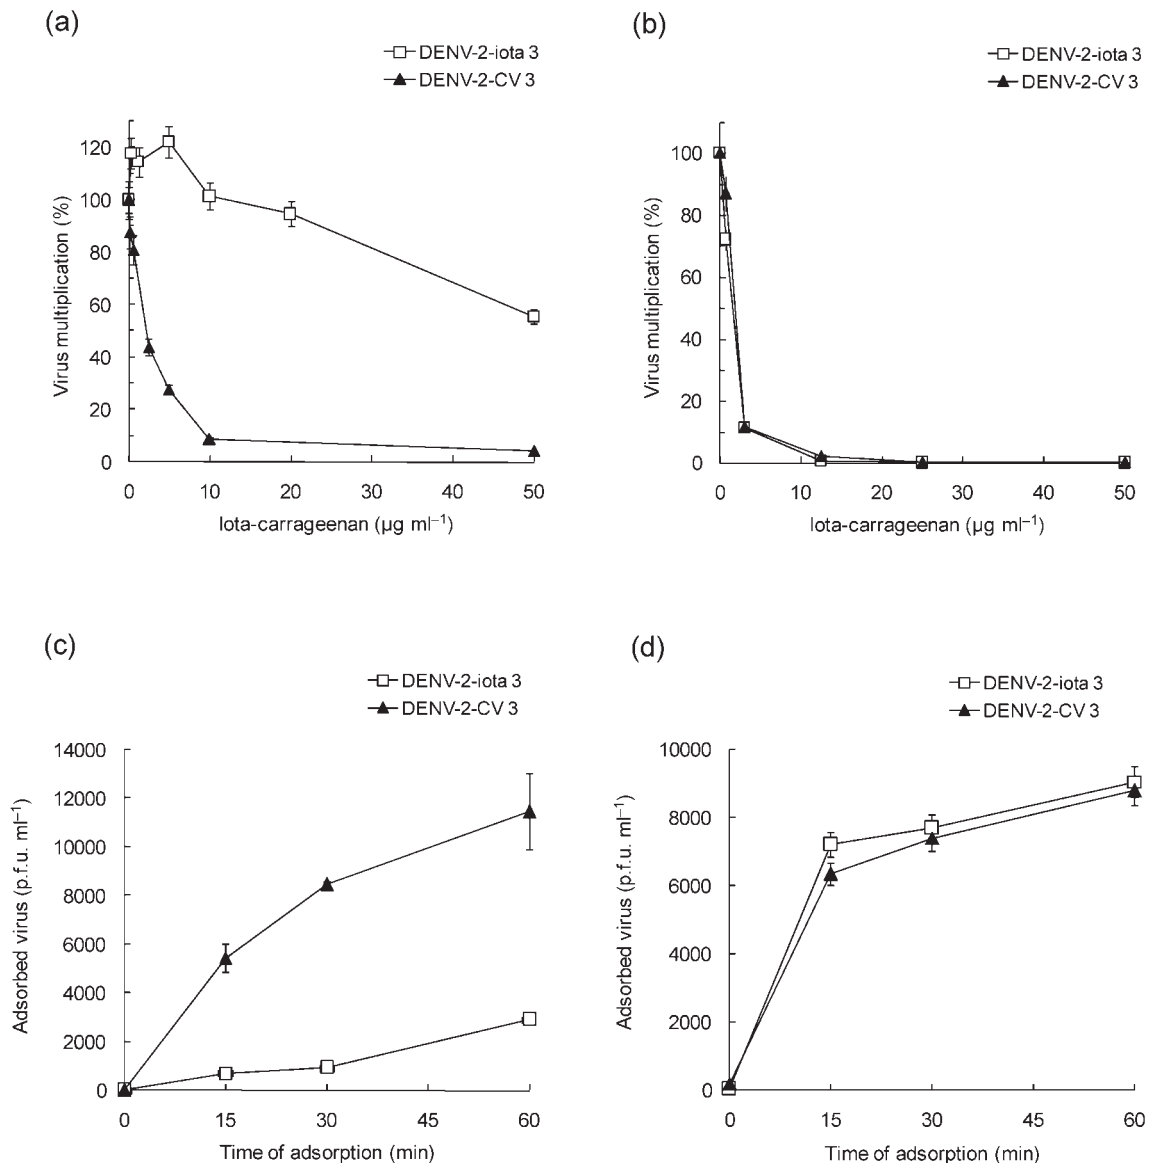 (a)
DENV-2-iota 3
DENV-2-CV 3
120
100
80
60
40
20
0
Virus multiplication (%)
0 10 20 30 40 50
Iota-carrageenan (µg ml⁻¹)
(b)
DENV-2-iota 3
DENV-2-CV 3
100
80
60
40
20
0
Virus multiplication (%)
0 10 20 30 40 50
Iota-carrageenan (µg ml⁻¹)
(c)
DENV-2-iota 3
DENV-2-CV 3
14000
12000
10000
8000
6000
4000
2000
0
Adsorbed virus (p.f.u. ml⁻¹)
0 15 30 45 60
Time of adsorption (min)
(d)
DENV-2-iota 3
DENV-2-CV 3
10000
8000
6000
4000
2000
0
Adsorbed virus (p.f.u. ml⁻¹)
0 15 30 45 60
Time of adsorption (min)